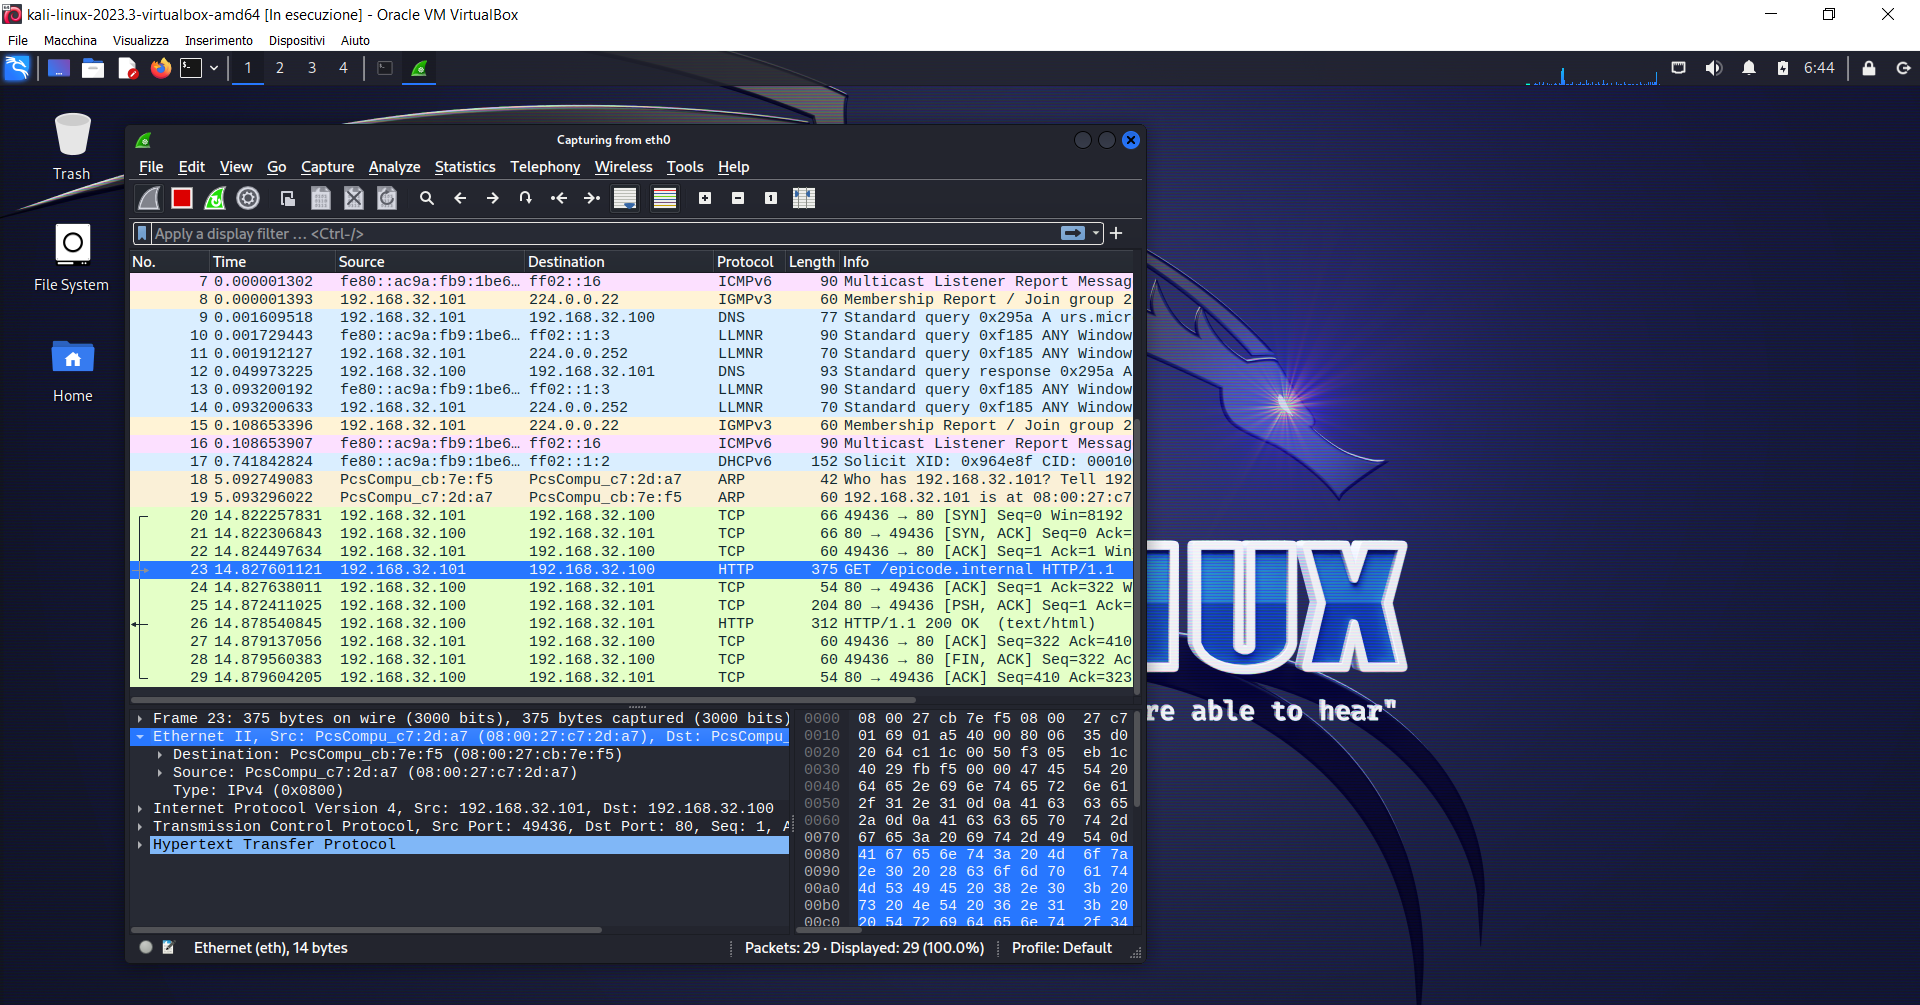 kali-linux-2023.3-virtualbox-amd64 [In esecuzione] - Oracle VM VirtualBox
File Macchina Visualizza Inserimento Dispositivi Aiuto
1 2 3 4 6:44
Trash
File System
Home
Capturing from eth0
File Edit View Go Capture Analyze Statistics Telephony Wireless Tools Help
Apply a display filter … <Ctrl-/>
No. Time Source Destination Protocol Length Info
7 0.000001302 fe80::ac9a:fb9:1be6… ff02::16 ICMPv6 90 Multicast Listener Report Messag
8 0.000001393 192.168.32.101 224.0.0.22 IGMPv3 60 Membership Report / Join group 2
9 0.001609518 192.168.32.101 192.168.32.100 DNS 77 Standard query 0x295a A urs.micr
10 0.001729443 fe80::ac9a:fb9:1be6… ff02::1:3 LLMNR 90 Standard query 0xf185 ANY Window
11 0.001912127 192.168.32.101 224.0.0.252 LLMNR 70 Standard query 0xf185 ANY Window
12 0.049973225 192.168.32.100 192.168.32.101 DNS 93 Standard query response 0x295a A
13 0.093200192 fe80::ac9a:fb9:1be6… ff02::1:3 LLMNR 90 Standard query 0xf185 ANY Window
14 0.093200633 192.168.32.101 224.0.0.252 LLMNR 70 Standard query 0xf185 ANY Window
15 0.108653396 192.168.32.101 224.0.0.22 IGMPv3 60 Membership Report / Join group 2
16 0.108653907 fe80::ac9a:fb9:1be6… ff02::16 ICMPv6 90 Multicast Listener Report Messag
17 0.741842824 fe80::ac9a:fb9:1be6… ff02::1:2 DHCPv6 152 Solicit XID: 0x964e8f CID: 00010
18 5.092749083 PcsCompu_cb:7e:f5 PcsCompu_c7:2d:a7 ARP 42 Who has 192.168.32.101? Tell 192
19 5.093296022 PcsCompu_c7:2d:a7 PcsCompu_cb:7e:f5 ARP 60 192.168.32.101 is at 08:00:27:c7
20 14.822257831 192.168.32.101 192.168.32.100 TCP 66 49436 → 80 [SYN] Seq=0 Win=8192
21 14.822306843 192.168.32.100 192.168.32.101 TCP 66 80 → 49436 [SYN, ACK] Seq=0 Ack=
22 14.824497634 192.168.32.101 192.168.32.100 TCP 60 49436 → 80 [ACK] Seq=1 Ack=1 Win
23 14.827601121 192.168.32.101 192.168.32.100 HTTP 375 GET /epicode.internal HTTP/1.1
24 14.827638011 192.168.32.100 192.168.32.101 TCP 54 80 → 49436 [ACK] Seq=1 Ack=322 W
25 14.872411025 192.168.32.100 192.168.32.101 TCP 204 80 → 49436 [PSH, ACK] Seq=1 Ack=
26 14.878540845 192.168.32.100 192.168.32.101 HTTP 312 HTTP/1.1 200 OK (text/html)
27 14.879137056 192.168.32.101 192.168.32.100 TCP 60 49436 → 80 [ACK] Seq=322 Ack=410
28 14.879560383 192.168.32.101 192.168.32.100 TCP 60 49436 → 80 [FIN, ACK] Seq=322 Ac
29 14.879604205 192.168.32.100 192.168.32.101 TCP 54 80 → 49436 [ACK] Seq=410 Ack=323
UX
re able to hear"
Frame 23: 375 bytes on wire (3000 bits), 375 bytes captured (3000 bits)
Ethernet II, Src: PcsCompu_c7:2d:a7 (08:00:27:c7:2d:a7), Dst: PcsCompu_
Destination: PcsCompu_cb:7e:f5 (08:00:27:cb:7e:f5)
Source: PcsCompu_c7:2d:a7 (08:00:27:c7:2d:a7)
Type: IPv4 (0x0800)
Internet Protocol Version 4, Src: 192.168.32.101, Dst: 192.168.32.100
Transmission Control Protocol, Src Port: 49436, Dst Port: 80, Seq: 1, A
Hypertext Transfer Protocol
0000 08 00 27 cb 7e f5 08 00 27 c7
0010 01 69 01 a5 40 00 80 06 35 d0
0020 20 64 c1 1c 00 50 f3 05 eb 1c
0030 40 29 fb f5 00 00 47 45 54 20
0040 64 65 2e 69 6e 74 65 72 6e 61
0050 2f 31 2e 31 0d 0a 41 63 63 65
0060 2a 0d 0a 41 63 63 65 70 74 2d
0070 67 65 3a 20 69 74 2d 49 54 0d
0080 41 67 65 6e 74 3a 20 4d 6f 7a
0090 2e 30 20 28 63 6f 6d 70 61 74
00a0 4d 53 49 45 20 38 2e 30 3b 20
00b0 73 20 4e 54 20 36 2e 31 3b 20
00c0 20 54 72 69 64 65 6e 74 2f 34
Ethernet (eth), 14 bytes
Packets: 29 · Displayed: 29 (100.0%)
Profile: Default